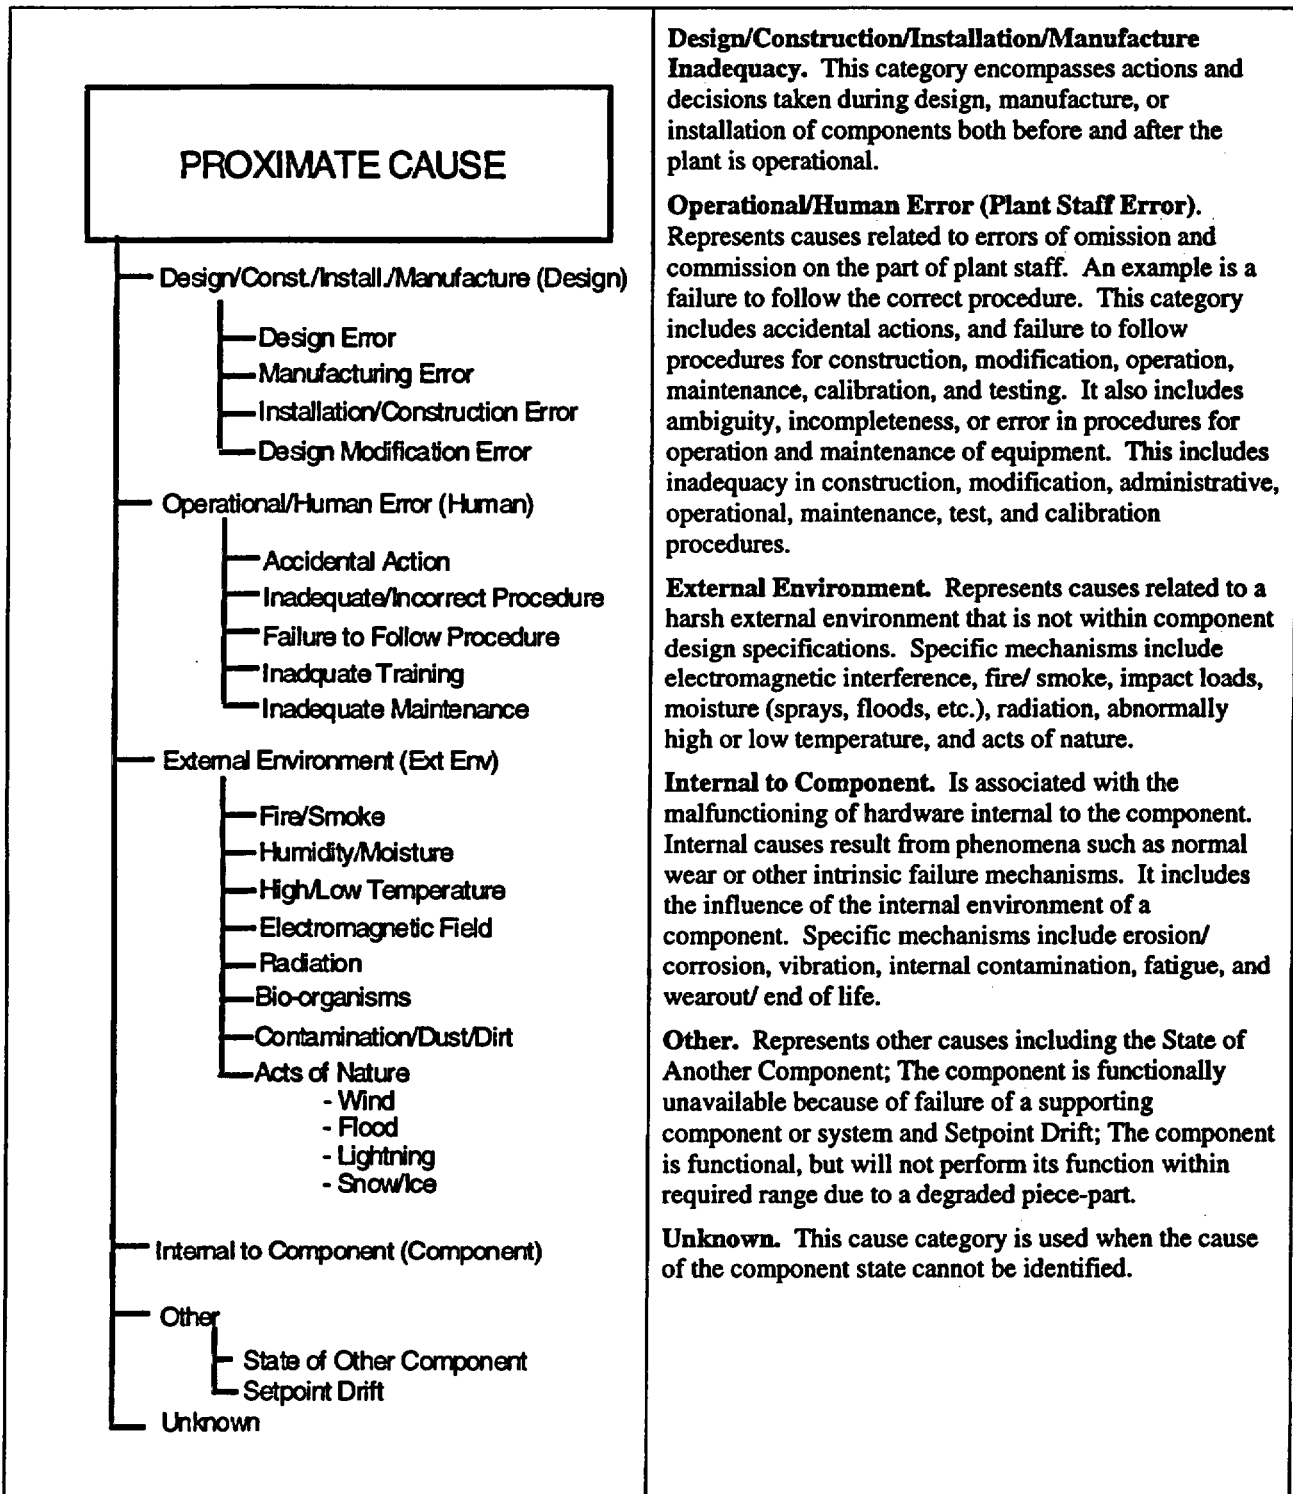 PROXIMATE CAUSE
Design/Const./Install./Manufacture (Design)
Design Error
Manufacturing Error
Installation/Construction Error
Design Modification Error
Operational/Human Error (Human)
Accidental Action
Inadequate/Incorrect Procedure
Failure to Follow Procedure
Inadquate Training
Inadequate Maintenance
External Environment (Ext Env)
Fire/Smoke
Humidity/Moisture
High/Low Temperature
Electromagnetic Field
Radiation
Bio-organisms
Contamination/Dust/Dirt
Acts of Nature
- Wind
- Flood
- Lightning
- Snow/Ice
Internal to Component (Component)
Other
State of Other Component
Setpoint Drift
Unknown
Design/Construction/Installation/Manufacture
Inadequacy. This category encompasses actions and
decisions taken during design, manufacture, or
installation of components both before and after the
plant is operational.
Operational/Human Error (Plant Staff Error).
Represents causes related to errors of omission and
commission on the part of plant staff. An example is a
failure to follow the correct procedure. This category
includes accidental actions, and failure to follow
procedures for construction, modification, operation,
maintenance, calibration, and testing. It also includes
ambiguity, incompleteness, or error in procedures for
operation and maintenance of equipment. This includes
inadequacy in construction, modification, administrative,
operational, maintenance, test, and calibration
procedures.
External Environment. Represents causes related to a
harsh external environment that is not within component
design specifications. Specific mechanisms include
electromagnetic interference, fire/ smoke, impact loads,
moisture (sprays, floods, etc.), radiation, abnormally
high or low temperature, and acts of nature.
Internal to Component. Is associated with the
malfunctioning of hardware internal to the component.
Internal causes result from phenomena such as normal
wear or other intrinsic failure mechanisms. It includes
the influence of the internal environment of a
component. Specific mechanisms include erosion/
corrosion, vibration, internal contamination, fatigue, and
wearout/ end of life.
Other. Represents other causes including the State of
Another Component; The component is functionally
unavailable because of failure of a supporting
component or system and Setpoint Drift; The component
is functional, but will not perform its function within
required range due to a degraded piece-part.
Unknown. This cause category is used when the cause
of the component state cannot be identified.